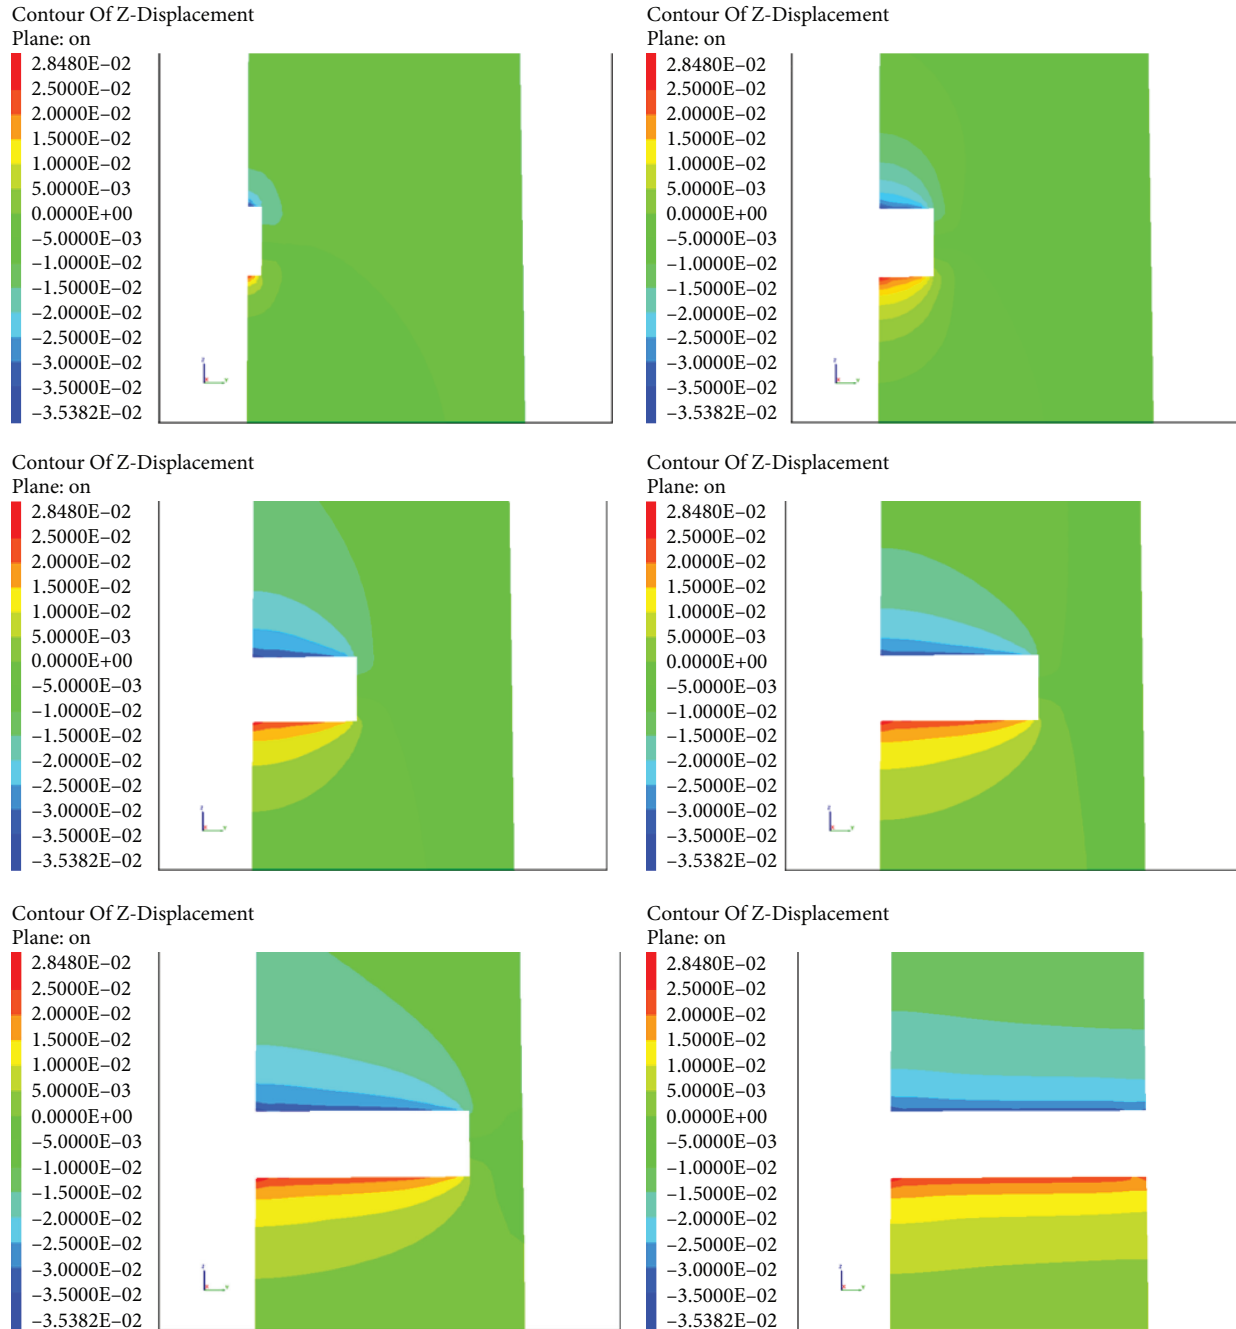 Contour Of Z-Displacement
Plane: on
2.8480E–02
2.5000E–02
2.0000E–02
1.5000E–02
1.0000E–02
5.0000E–03
0.0000E+00
–5.0000E–03
–1.0000E–02
–1.5000E–02
–2.0000E–02
–2.5000E–02
–3.0000E–02
–3.5000E–02
–3.5382E–02
Contour Of Z-Displacement
Plane: on
2.8480E–02
2.5000E–02
2.0000E–02
1.5000E–02
1.0000E–02
5.0000E–03
0.0000E+00
–5.0000E–03
–1.0000E–02
–1.5000E–02
–2.0000E–02
–2.5000E–02
–3.0000E–02
–3.5000E–02
–3.5382E–02
Contour Of Z-Displacement
Plane: on
2.8480E–02
2.5000E–02
2.0000E–02
1.5000E–02
1.0000E–02
5.0000E–03
0.0000E+00
–5.0000E–03
–1.0000E–02
–1.5000E–02
–2.0000E–02
–2.5000E–02
–3.0000E–02
–3.5000E–02
–3.5382E–02
Contour Of Z-Displacement
Plane: on
2.8480E–02
2.5000E–02
2.0000E–02
1.5000E–02
1.0000E–02
5.0000E–03
0.0000E+00
–5.0000E–03
–1.0000E–02
–1.5000E–02
–2.0000E–02
–2.5000E–02
–3.0000E–02
–3.5000E–02
–3.5382E–02
Contour Of Z-Displacement
Plane: on
2.8480E–02
2.5000E–02
2.0000E–02
1.5000E–02
1.0000E–02
5.0000E–03
0.0000E+00
–5.0000E–03
–1.0000E–02
–1.5000E–02
–2.0000E–02
–2.5000E–02
–3.0000E–02
–3.5000E–02
–3.5382E–02
Contour Of Z-Displacement
Plane: on
2.8480E–02
2.5000E–02
2.0000E–02
1.5000E–02
1.0000E–02
5.0000E–03
0.0000E+00
–5.0000E–03
–1.0000E–02
–1.5000E–02
–2.0000E–02
–2.5000E–02
–3.0000E–02
–3.5000E–02
–3.5382E–02